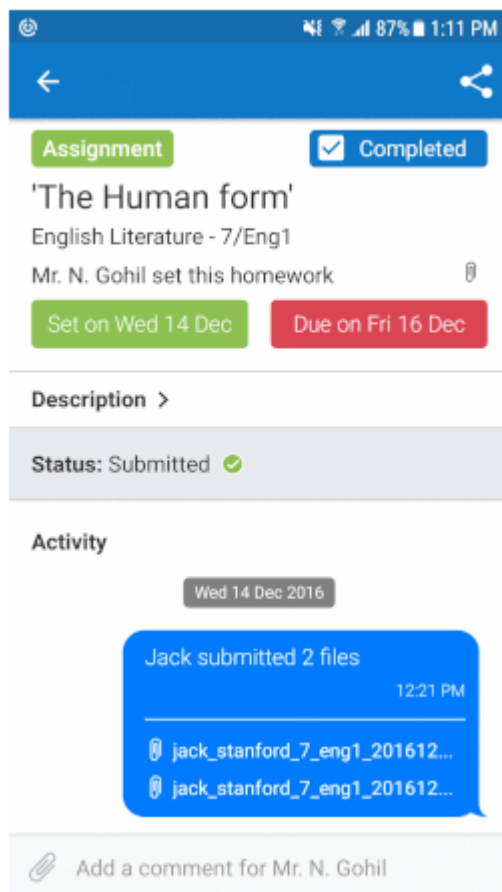 87% 1:11 PM
Assignment
Completed
'The Human form'
English Literature - 7/Eng1
Mr. N. Gohil set this homework
Set on Wed 14 Dec
Due on Fri 16 Dec
Description >
Status: Submitted
Activity
Wed 14 Dec 2016
Jack submitted 2 files
12:21 PM
jack_stanford_7_eng1_201612...
jack_stanford_7_eng1_201612...
Add a comment for Mr. N. Gohil